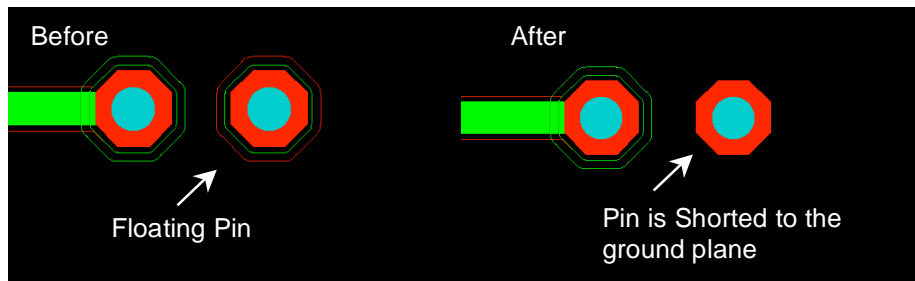 Before
After
Floating Pin
Pin is Shorted to the
ground plane